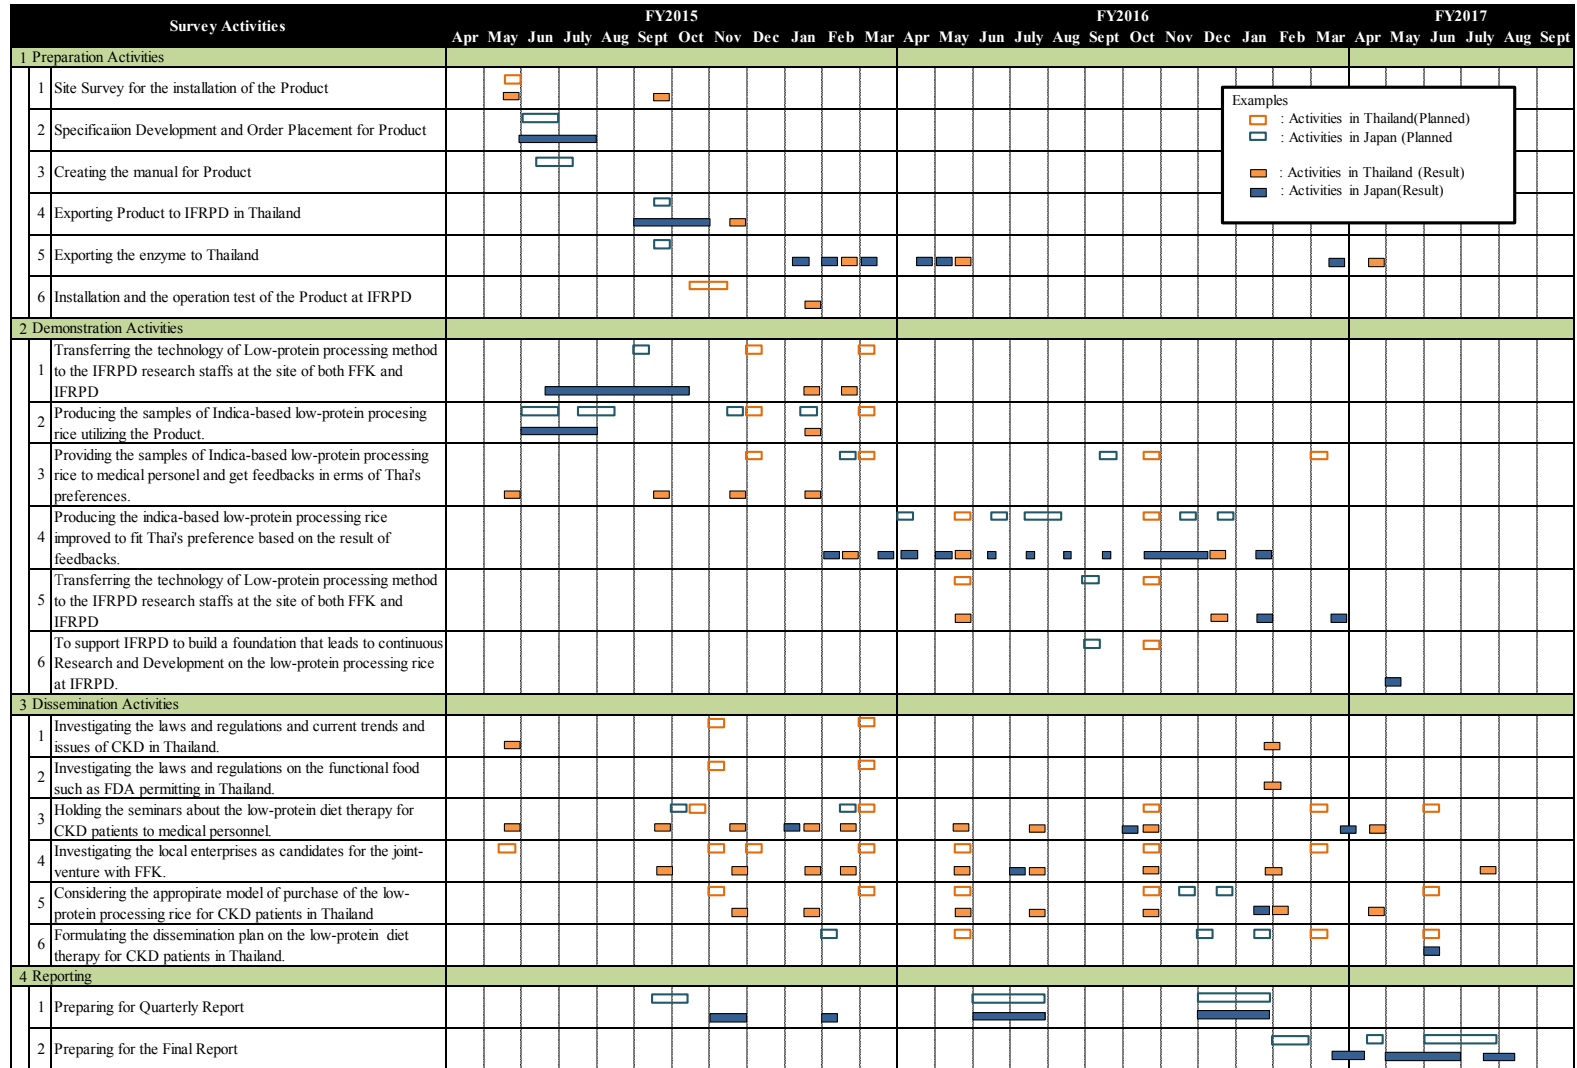 Survey Activities
FY2015
FY2016
FY2017
Apr May Jun July Aug Sept Oct Nov Dec Jan Feb Mar Apr May Jun July Aug Sept Oct Nov Dec Jan Feb Mar Apr May Jun July Aug Sept
1 Preparation Activities
1 Site Survey for the installation of the Product
2 Specificaiion Development and Order Placement for Product
3 Creating the manual for Product
4 Exporting Product to IFRPD in Thailand
5 Exporting the enzyme to Thailand
6 Installation and the operation test of the Product at IFRPD
Examples
: Activities in Thailand(Planned)
: Activities in Japan (Planned
: Activities in Thailand (Result)
: Activities in Japan(Result)
2 Demonstration Activities
1 Transferring the technology of Low-protein processing method
to the IFRPD research staffs at the site of both FFK and
IFRPD
2 Producing the samples of Indica-based low-protein procesing
rice utilizing the Product.
3 Providing the samples of Indica-based low-protein processing
rice to medical personel and get feedbacks in erms of Thai's
preferences.
4 Producing the indica-based low-protein processing rice
improved to fit Thai's preference based on the result of
feedbacks.
5 Transferring the technology of Low-protein processing method
to the IFRPD research staffs at the site of both FFK and
IFRPD
6 To support IFRPD to build a foundation that leads to continuous
Research and Development on the low-protein processing rice
at IFRPD.
3 Dissemination Activities
1 Investigating the laws and regulations and current trends and
issues of CKD in Thailand.
2 Investigating the laws and regulations on the functional food
such as FDA permitting in Thailand.
3 Holding the seminars about the low-protein diet therapy for
CKD patients to medical personnel.
4 Investigating the local enterprises as candidates for the joint-
venture with FFK.
5 Considering the appropirate model of purchase of the low-
protein processing rice for CKD patients in Thailand
6 Formulating the dissemination plan on the low-protein diet
therapy for CKD patients in Thailand.
4 Reporting
1 Preparing for Quarterly Report
2 Preparing for the Final Report